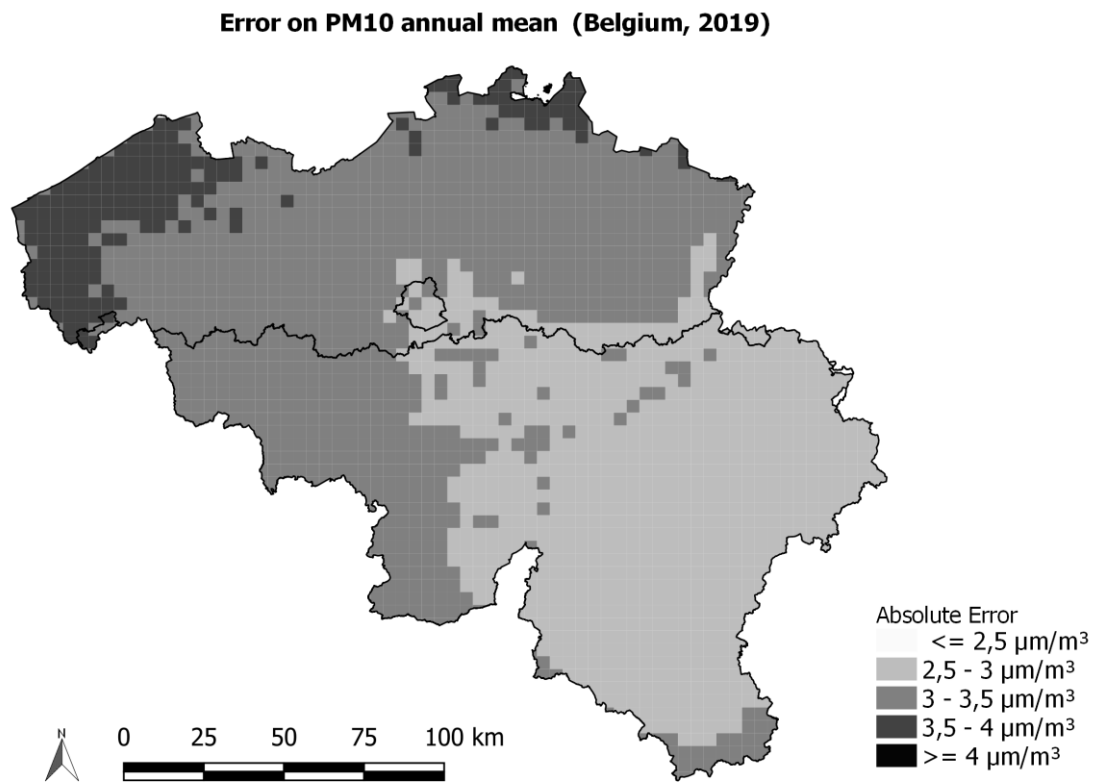 Error on PM10 annual mean (Belgium, 2019)
Absolute Error
<= 2,5 µm/m³
2,5 - 3 µm/m³
3 - 3,5 µm/m³
3,5 - 4 µm/m³
>= 4 µm/m³
N
0 25 50 75 100 km